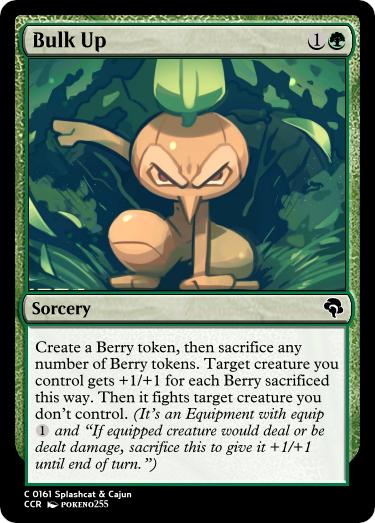 Bulk Up 1
Sorcery
Create a Berry token, then sacrifice any
number of Berry tokens. Target creature you
control gets +1/+1 for each Berry sacrificed
this way. Then it fights target creature you
don't control. (It's an Equipment with equip
1 and “If equipped creature would deal or be
dealt damage, sacrifice this to give it +1/+1
until end of turn.”)
C 0161 Splashcat & Cajun
CCR POKENO255